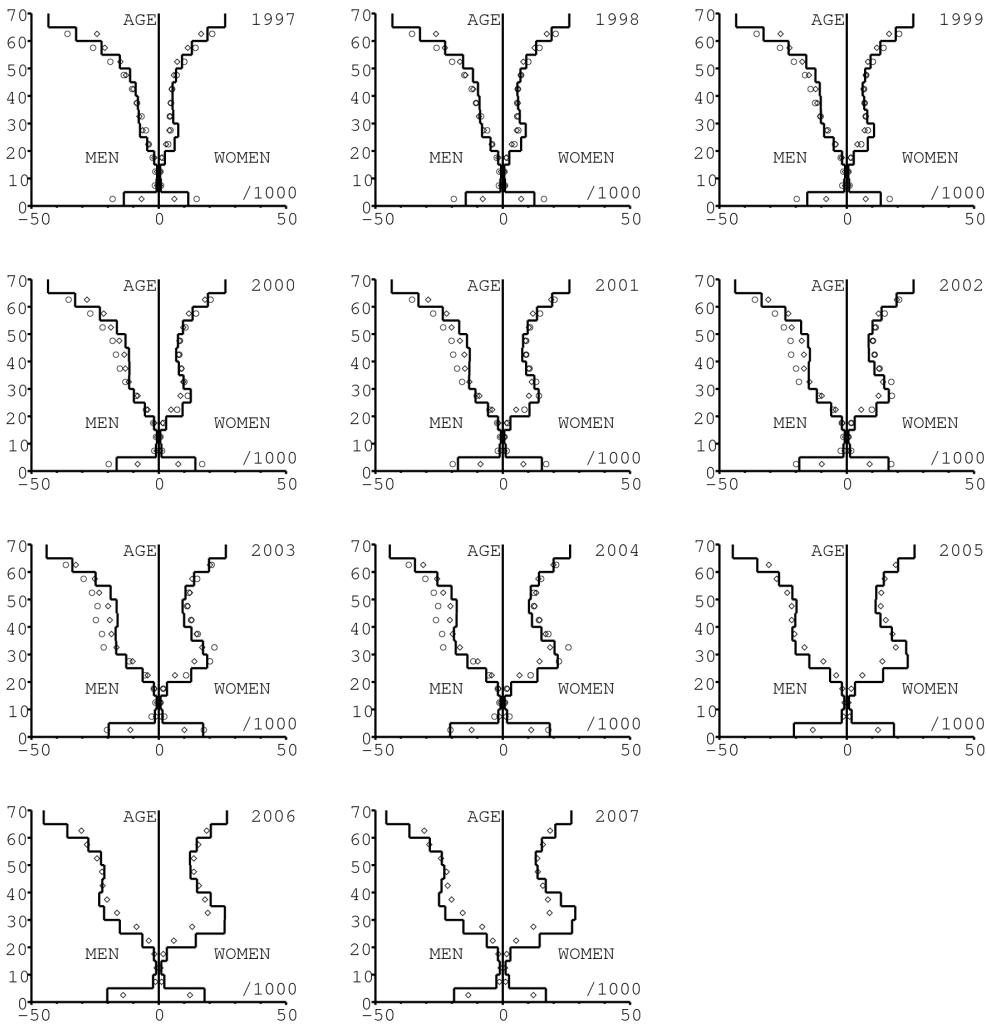 70 AGE 1997 70 AGE 1998 70 AGE 1999
60 60 60
50 50 50
40 40 40
30 30 30
20 MEN WOMEN 20 MEN WOMEN 20 MEN WOMEN
10 /1000 10 /1000 10 /1000
0 0 0
−50 0 50 −50 0 50 −50 0 50
70 AGE 2000 70 AGE 2001 70 AGE 2002
60 60 60
50 50 50
40 40 40
30 30 30
20 MEN WOMEN 20 MEN WOMEN 20 MEN WOMEN
10 /1000 10 /1000 10 /1000
0 0 0
−50 0 50 −50 0 50 −50 0 50
70 AGE 2003 70 AGE 2004 70 AGE 2005
60 60 60
50 50 50
40 40 40
30 30 30
20 MEN WOMEN 20 MEN WOMEN 20 MEN WOMEN
10 /1000 10 /1000 10 /1000
0 0 0
−50 0 50 −50 0 50 −50 0 50
70 AGE 2006 70 AGE 2007
60 60
50 50
40 40
30 30
20 MEN WOMEN 20 MEN WOMEN
10 /1000 10 /1000
0 0
−50 0 50 −50 0 50